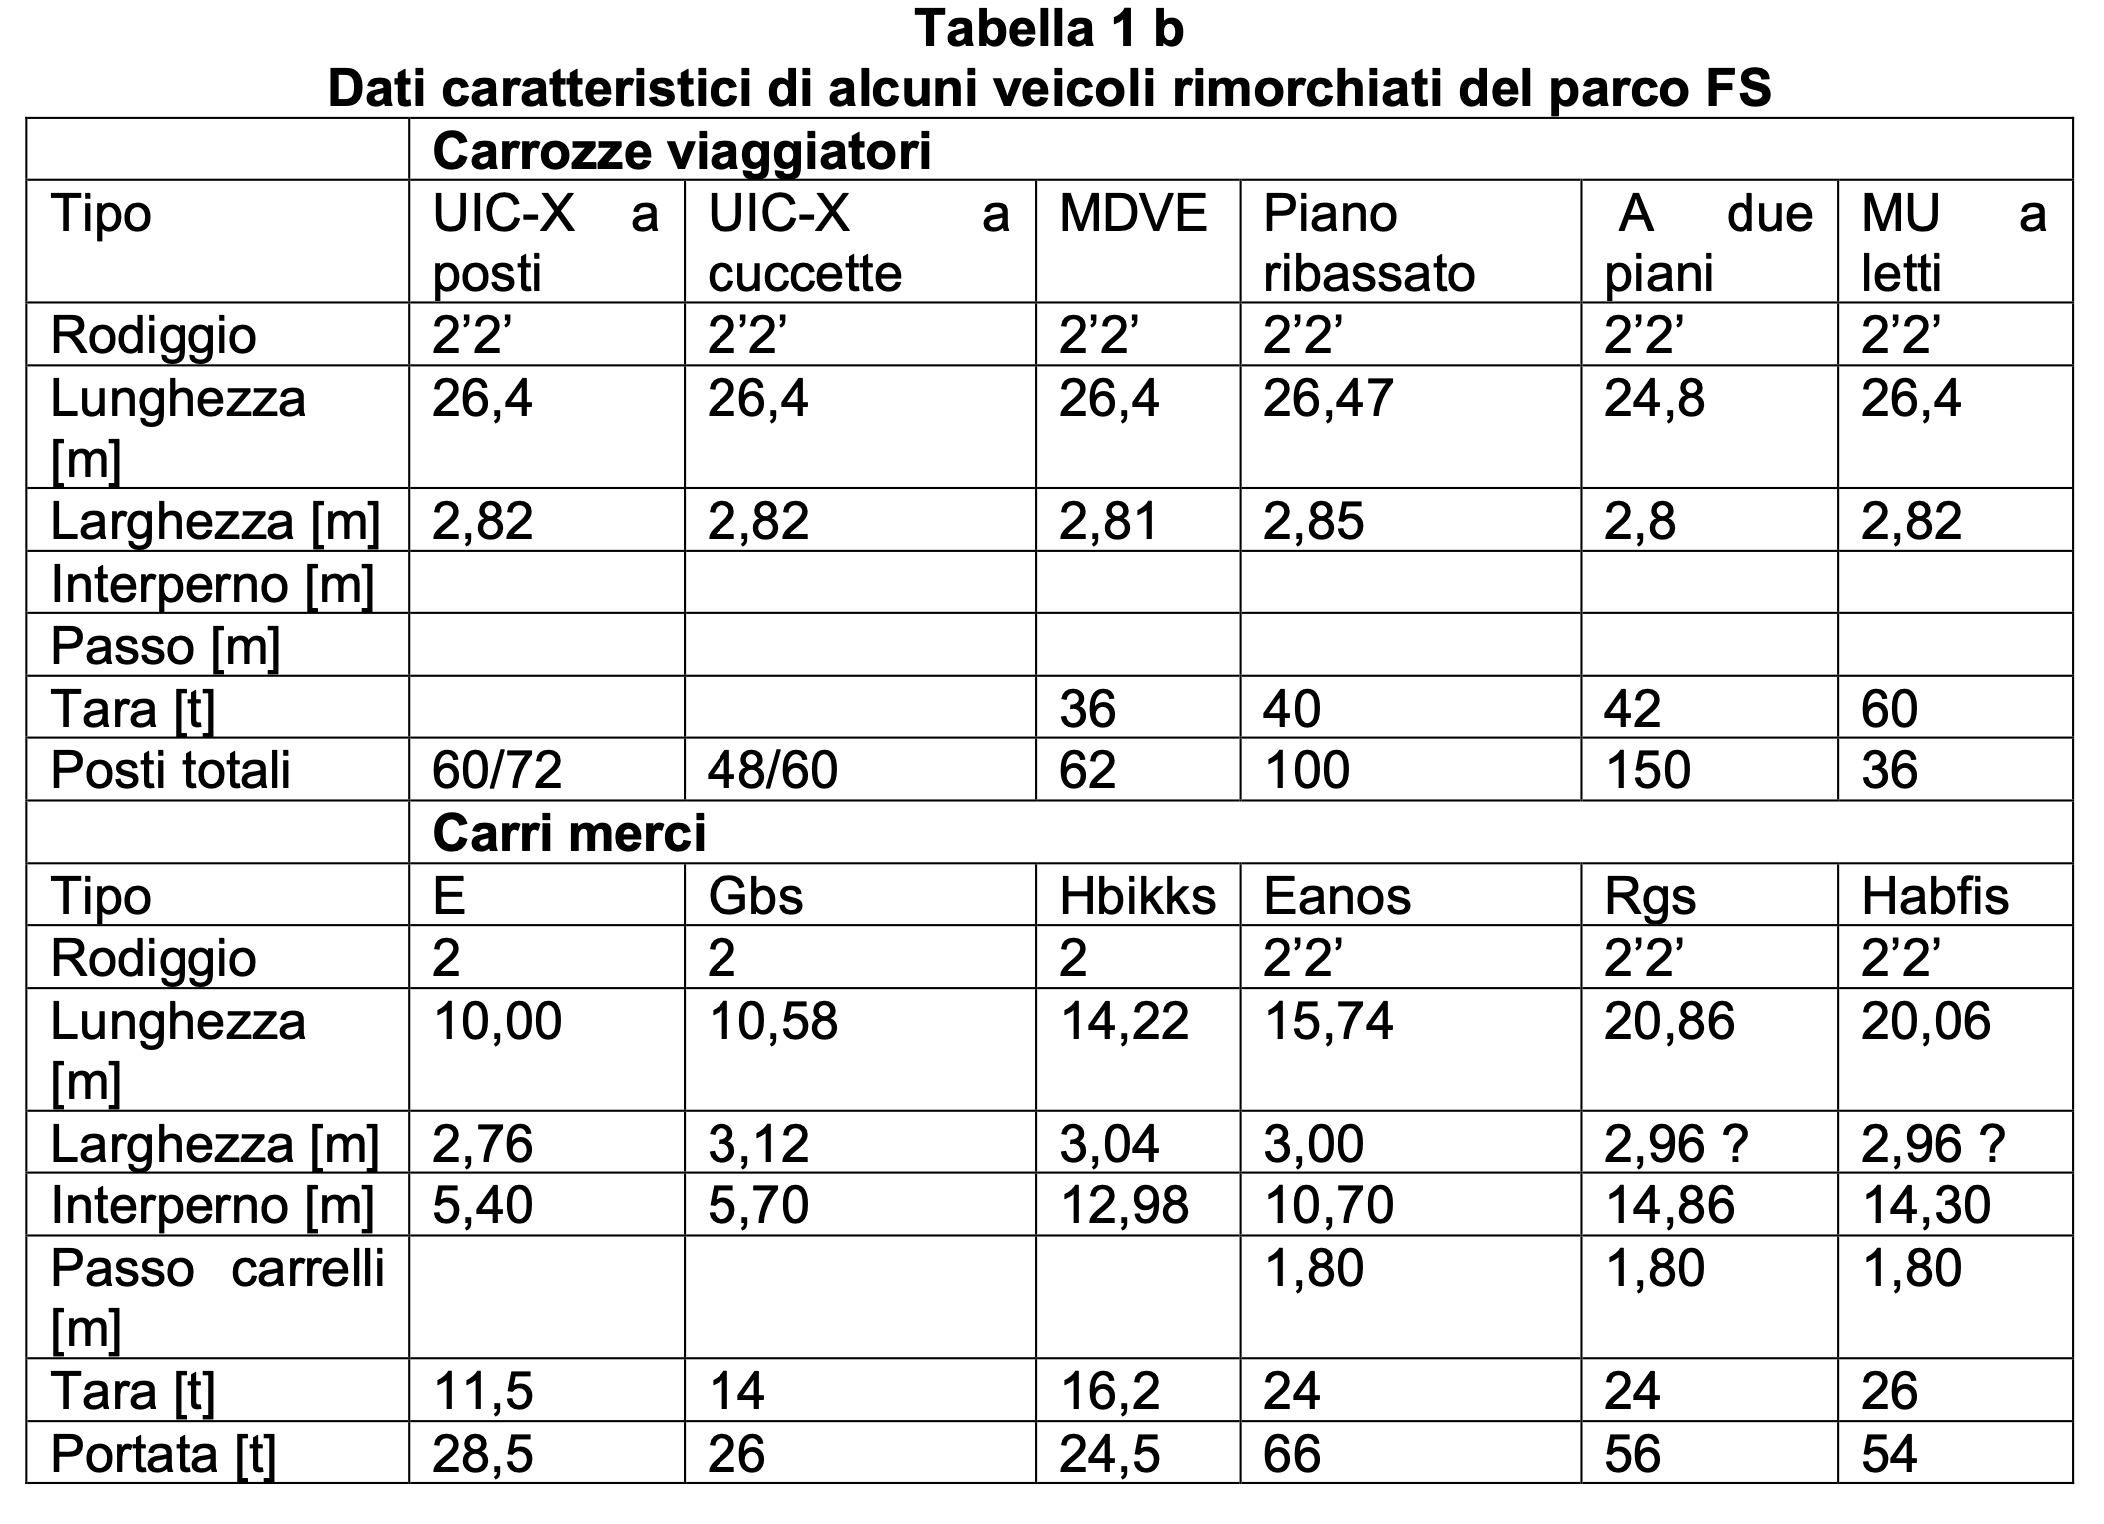 Tabella 1 b
Dati caratteristici di alcuni veicoli rimorchiati del parco FS
Carrozze viaggiatori
Tipo UIC-X a posti UIC-X a cuccette MDVE Piano ribassato A due piani MU a letti
Rodiggio 2’2’ 2’2’ 2’2’ 2’2’ 2’2’ 2’2’
Lunghezza [m] 26,4 26,4 26,4 26,47 24,8 26,4
Larghezza [m] 2,82 2,82 2,81 2,85 2,8 2,82
Interperno [m]
Passo [m]
Tara [t] 36 40 42 60
Posti totali 60/72 48/60 62 100 150 36
Carri merci
Tipo E Gbs Hbikks Eanos Rgs Habfis
Rodiggio 2 2 2 2’2’ 2’2’ 2’2’
Lunghezza [m] 10,00 10,58 14,22 15,74 20,86 20,06
Larghezza [m] 2,76 3,12 3,04 3,00 2,96 ? 2,96 ?
Interperno [m] 5,40 5,70 12,98 10,70 14,86 14,30
Passo carrelli [m] 1,80 1,80 1,80
Tara [t] 11,5 14 16,2 24 24 26
Portata [t] 28,5 26 24,5 66 56 54